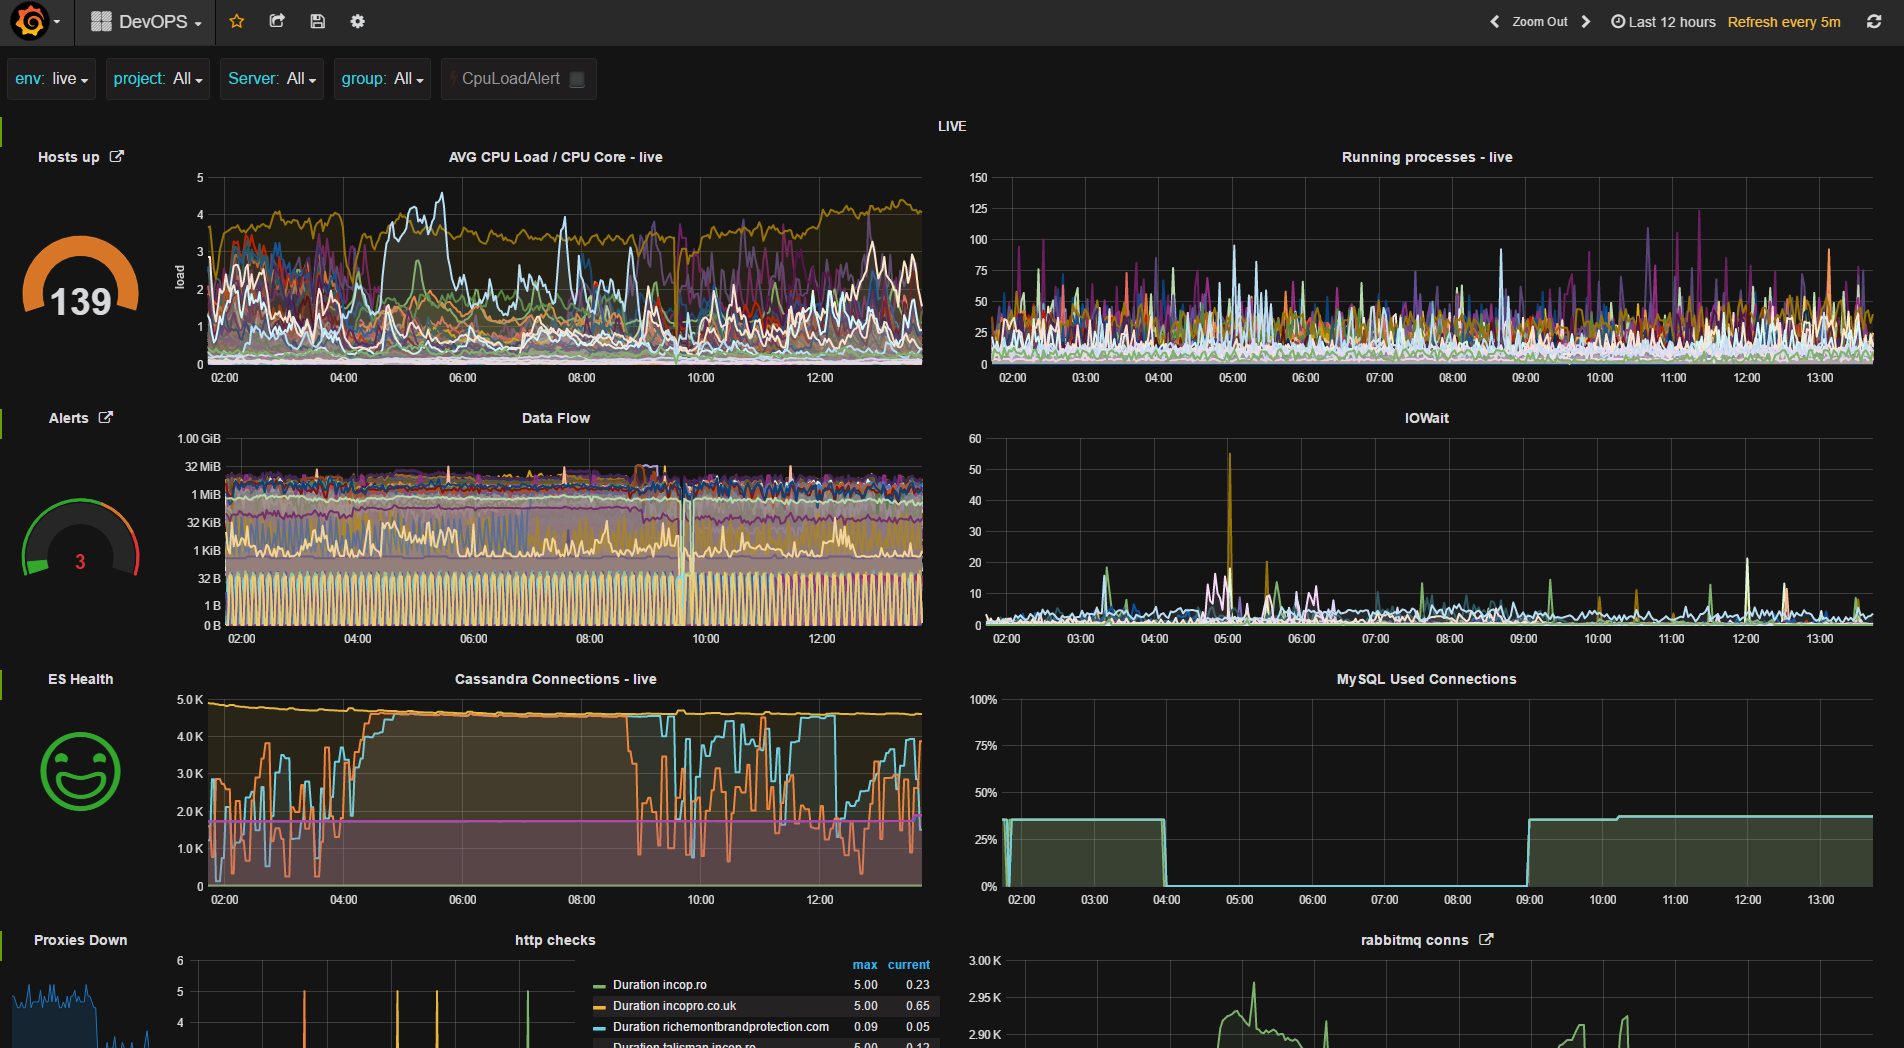 DevOPS
Zoom Out
Last 12 hours
Refresh every 5m
env: live
project: All
Server: All
group: All
CpuLoadAlert
LIVE
Hosts up
139
AVG CPU Load / CPU Core - live
load
5
4
3
2
1
0
02:00 04:00 06:00 08:00 10:00 12:00
Running processes - live
150
125
100
75
50
25
0
02:00 03:00 04:00 05:00 06:00 07:00 08:00 09:00 10:00 11:00 12:00 13:00
Alerts
3
Data Flow
1.00 GiB
32 MiB
1 MiB
32 KiB
1 KiB
32 B
1 B
0 B
02:00 04:00 06:00 08:00 10:00 12:00
IOWait
60
50
40
30
20
10
0
02:00 03:00 04:00 05:00 06:00 07:00 08:00 09:00 10:00 11:00 12:00 13:00
ES Health
Cassandra Connections - live
5.0 K
4.0 K
3.0 K
2.0 K
1.0 K
0
02:00 04:00 06:00 08:00 10:00 12:00
MySQL Used Connections
100%
75%
50%
25%
0%
02:00 03:00 04:00 05:00 06:00 07:00 08:00 09:00 10:00 11:00 12:00 13:00
Proxies Down
http checks
6
5
4
max current
Duration incop.ro 5.00 0.23
Duration incopro.co.uk 5.00 0.65
Duration richemontbrandprotection.com 0.09 0.05
Duration talisman.incop.ro 5.00 0.12
rabbitmq conns
3.00 K
2.95 K
2.90 K